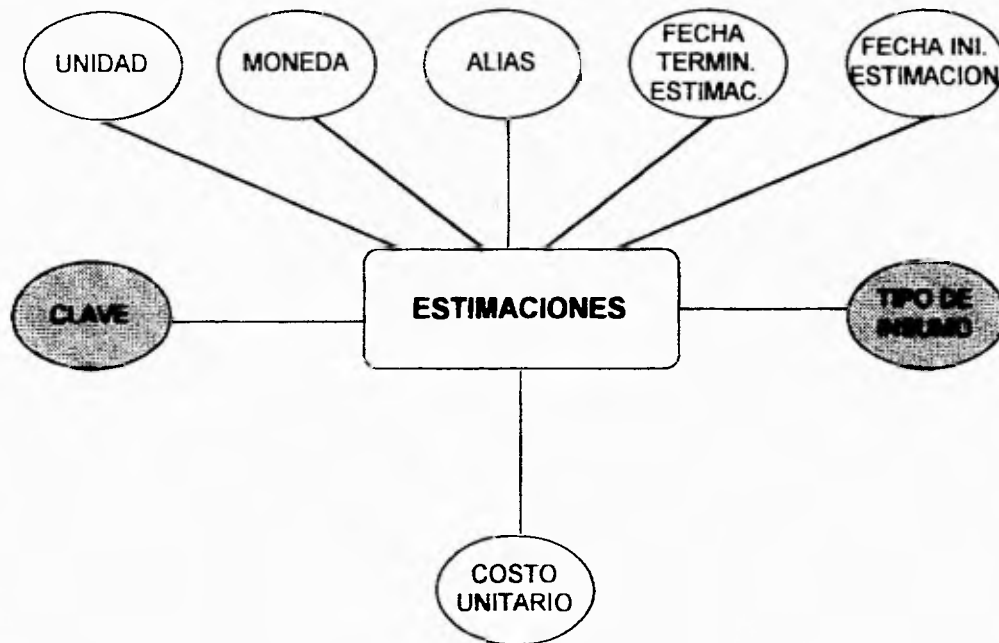 UNIDAD
MONEDA
ALIAS
FECHA
TERMIN.
ESTIMAC.
FECHA INI.
ESTIMACION
CLAVE
ESTIMACIONES
TIPO DE
INSUMO
COSTO
UNITARIO